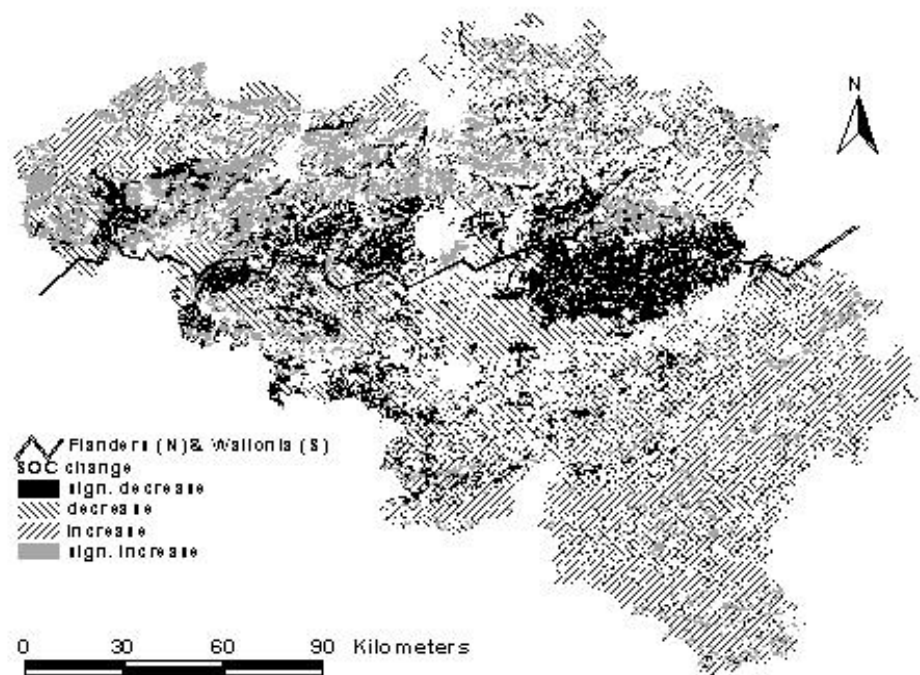 N
Flanders (N) & Wallonia (S)
SOC change
sign. decrease
decrease
increase
sign. increase
0 30 60 90 Kilometers